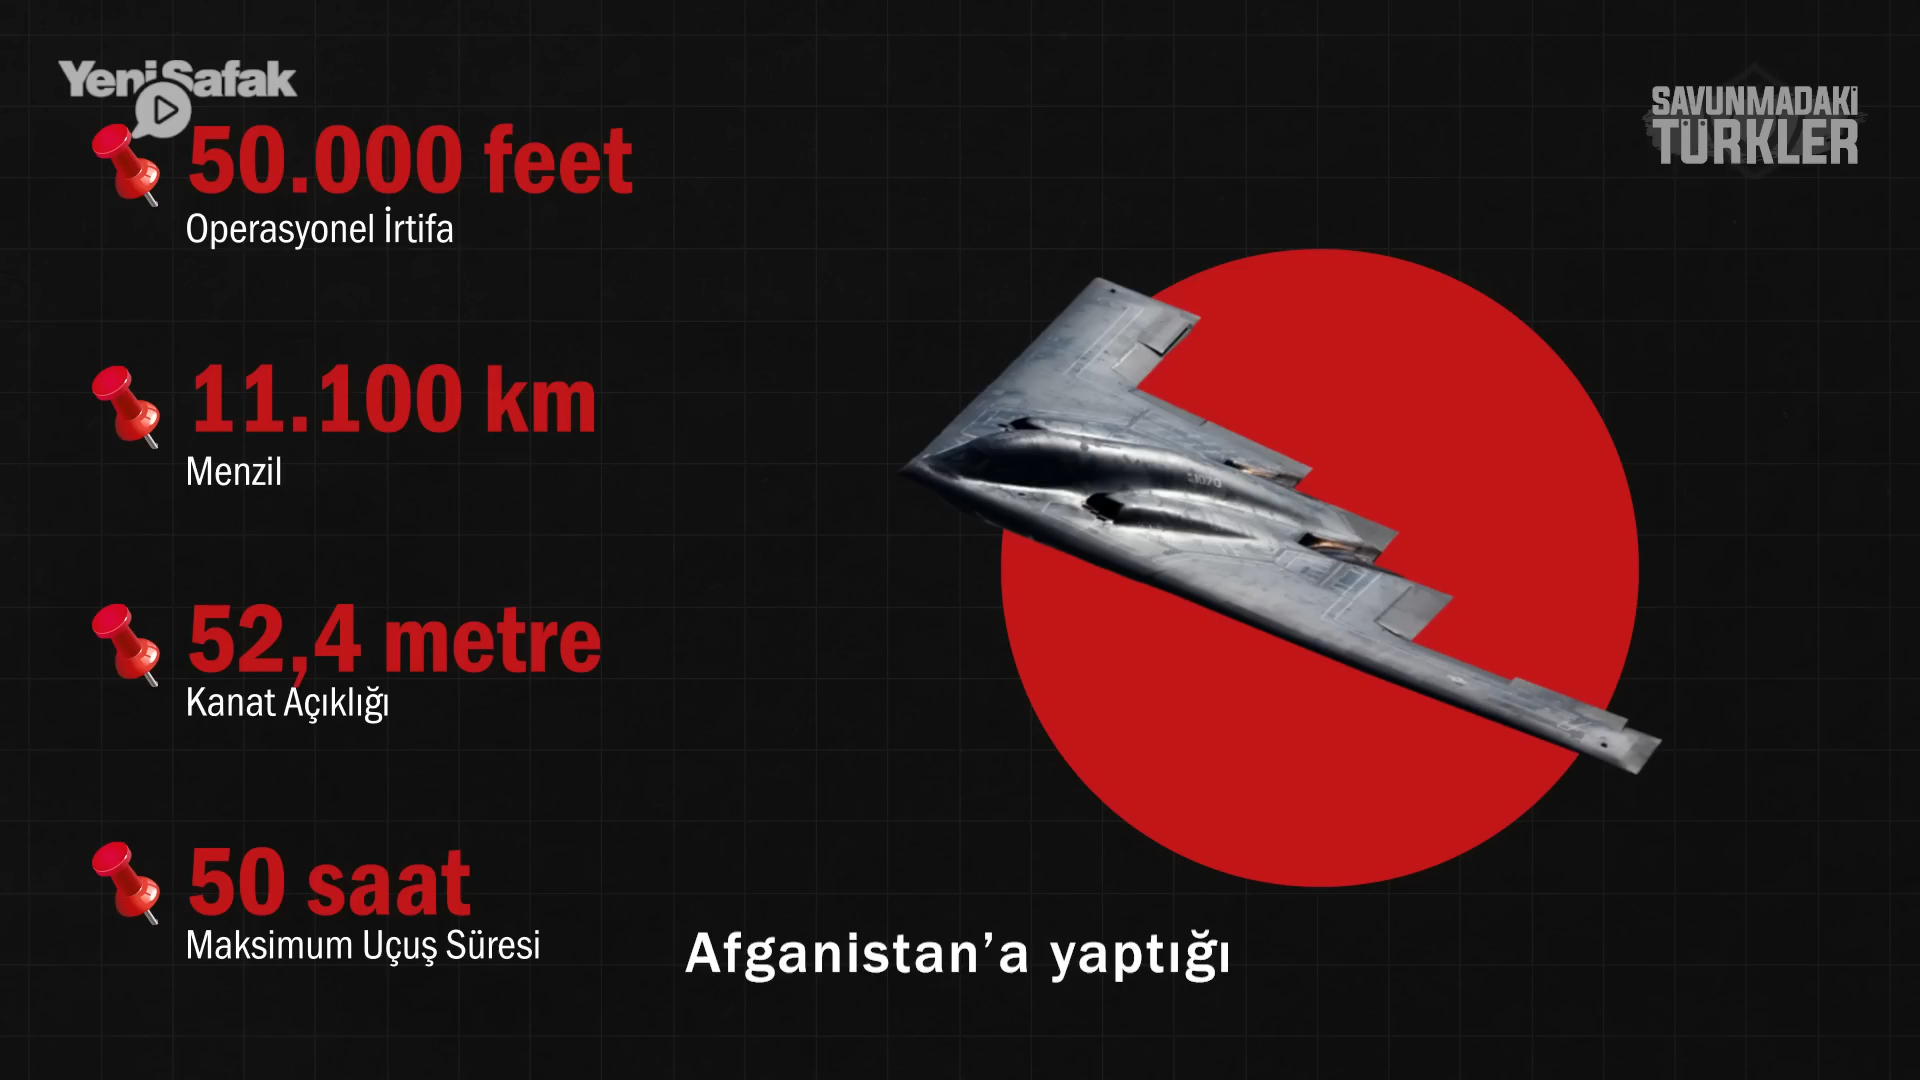 YeniSafak
SAVUNMADAKİ
TÜRKLER
50.000 feet
Operasyonel İrtifa
11.100 km
Menzil
52,4 metre
Kanat Açıklığı
50 saat
Maksimum Uçuş Süresi
Afganistan’a yaptığı